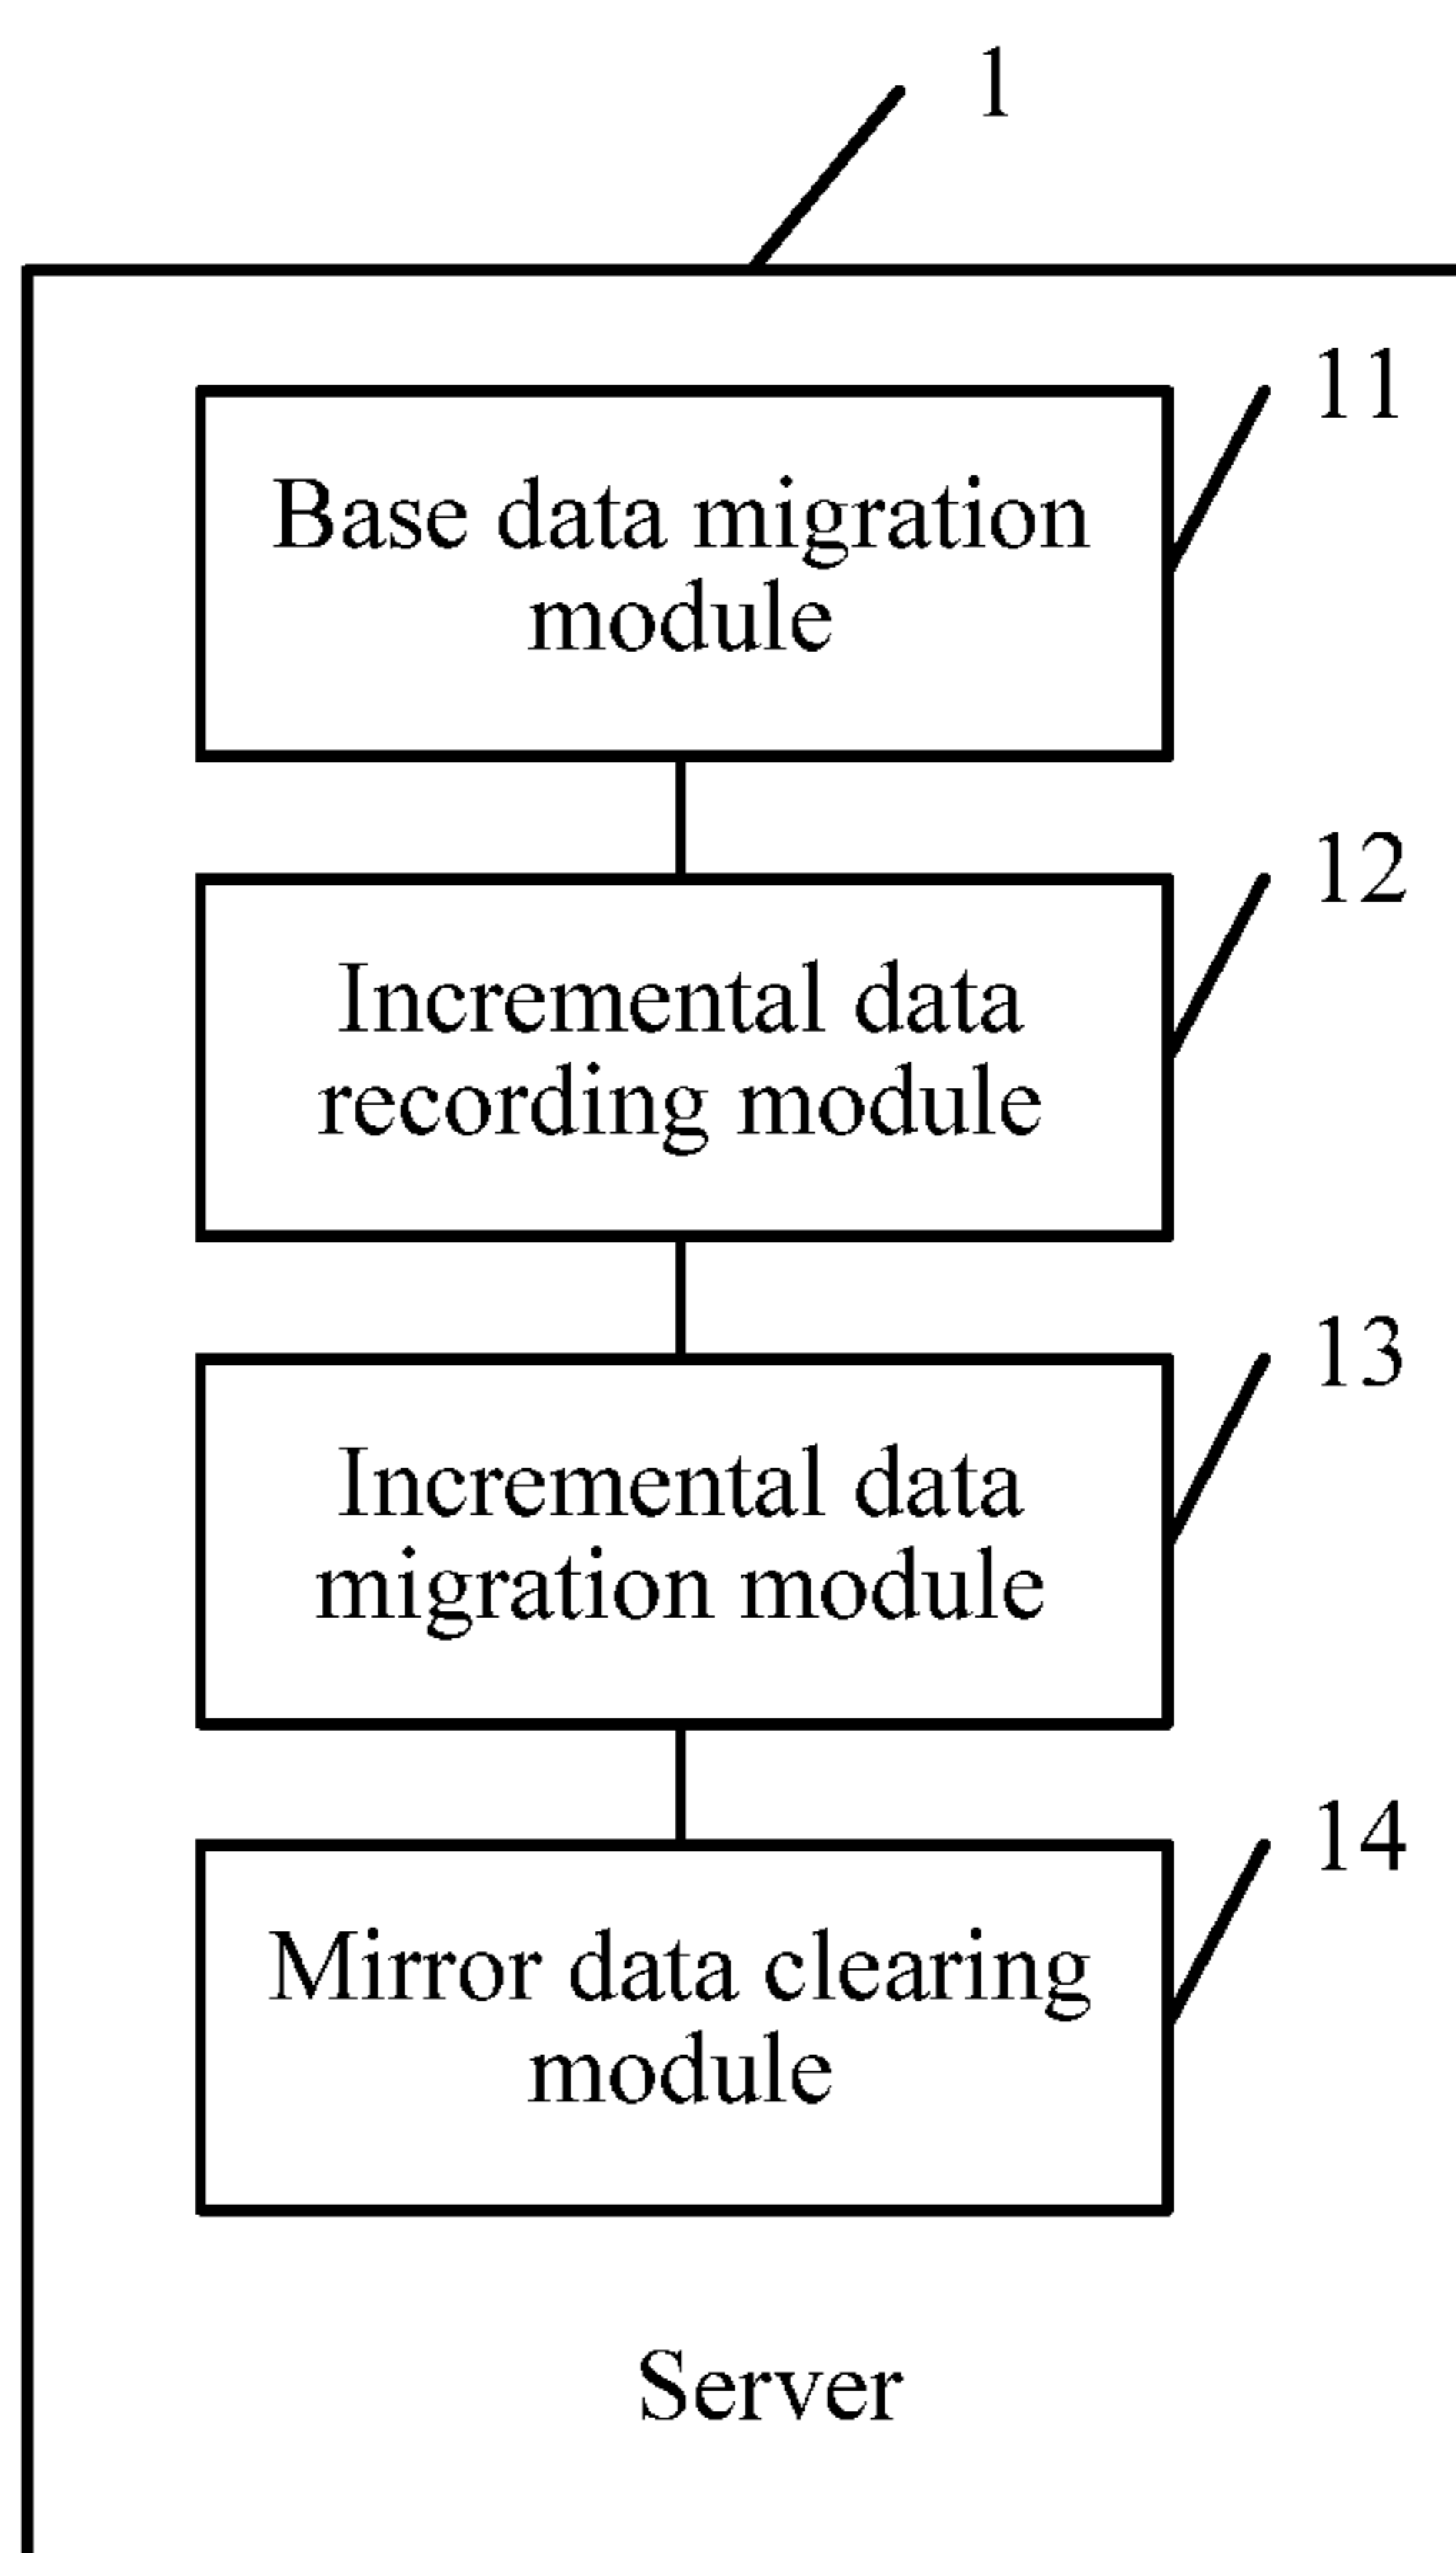 1
11
Base data migration
module
12
Incremental data
recording module
13
Incremental data
migration module
14
Mirror data clearing
module
Server